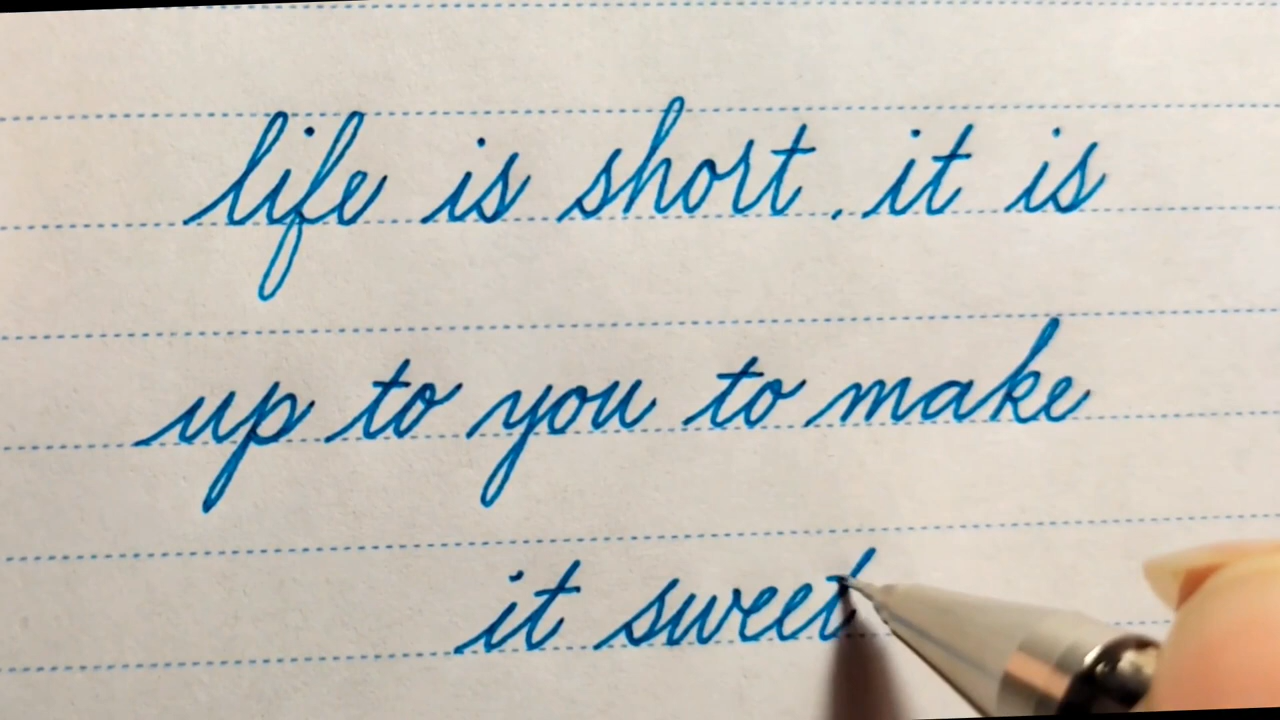 life is short. it is
up to you to make
it sweet